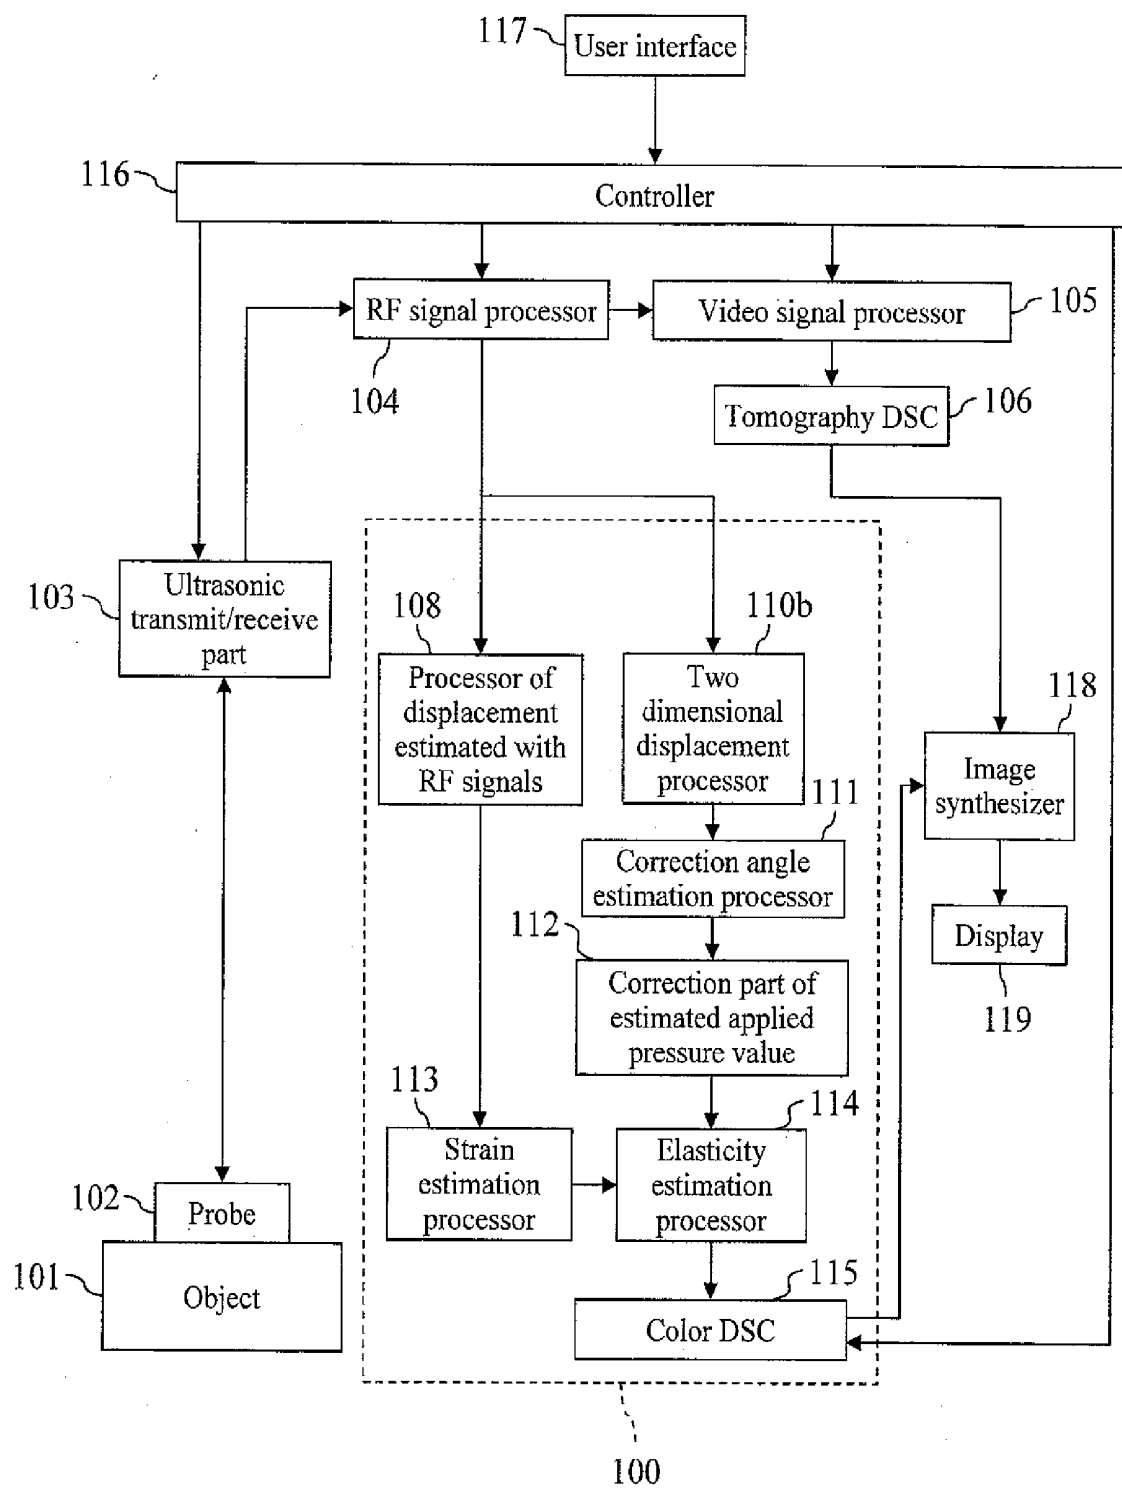 117
User interface
116
Controller
RF signal processor
104
Video signal processor
105
Tomography DSC
106
103
Ultrasonic
transmit/receive
part
108
Processor of
displacement
estimated with
RF signals
110b
Two
dimensional
displacement
processor
118
Image
synthesizer
111
Correction angle
estimation processor
Display
119
112
Correction part of
estimated applied
pressure value
113
Strain
estimation
processor
114
Elasticity
estimation
processor
102
Probe
101
Object
115
Color DSC
100